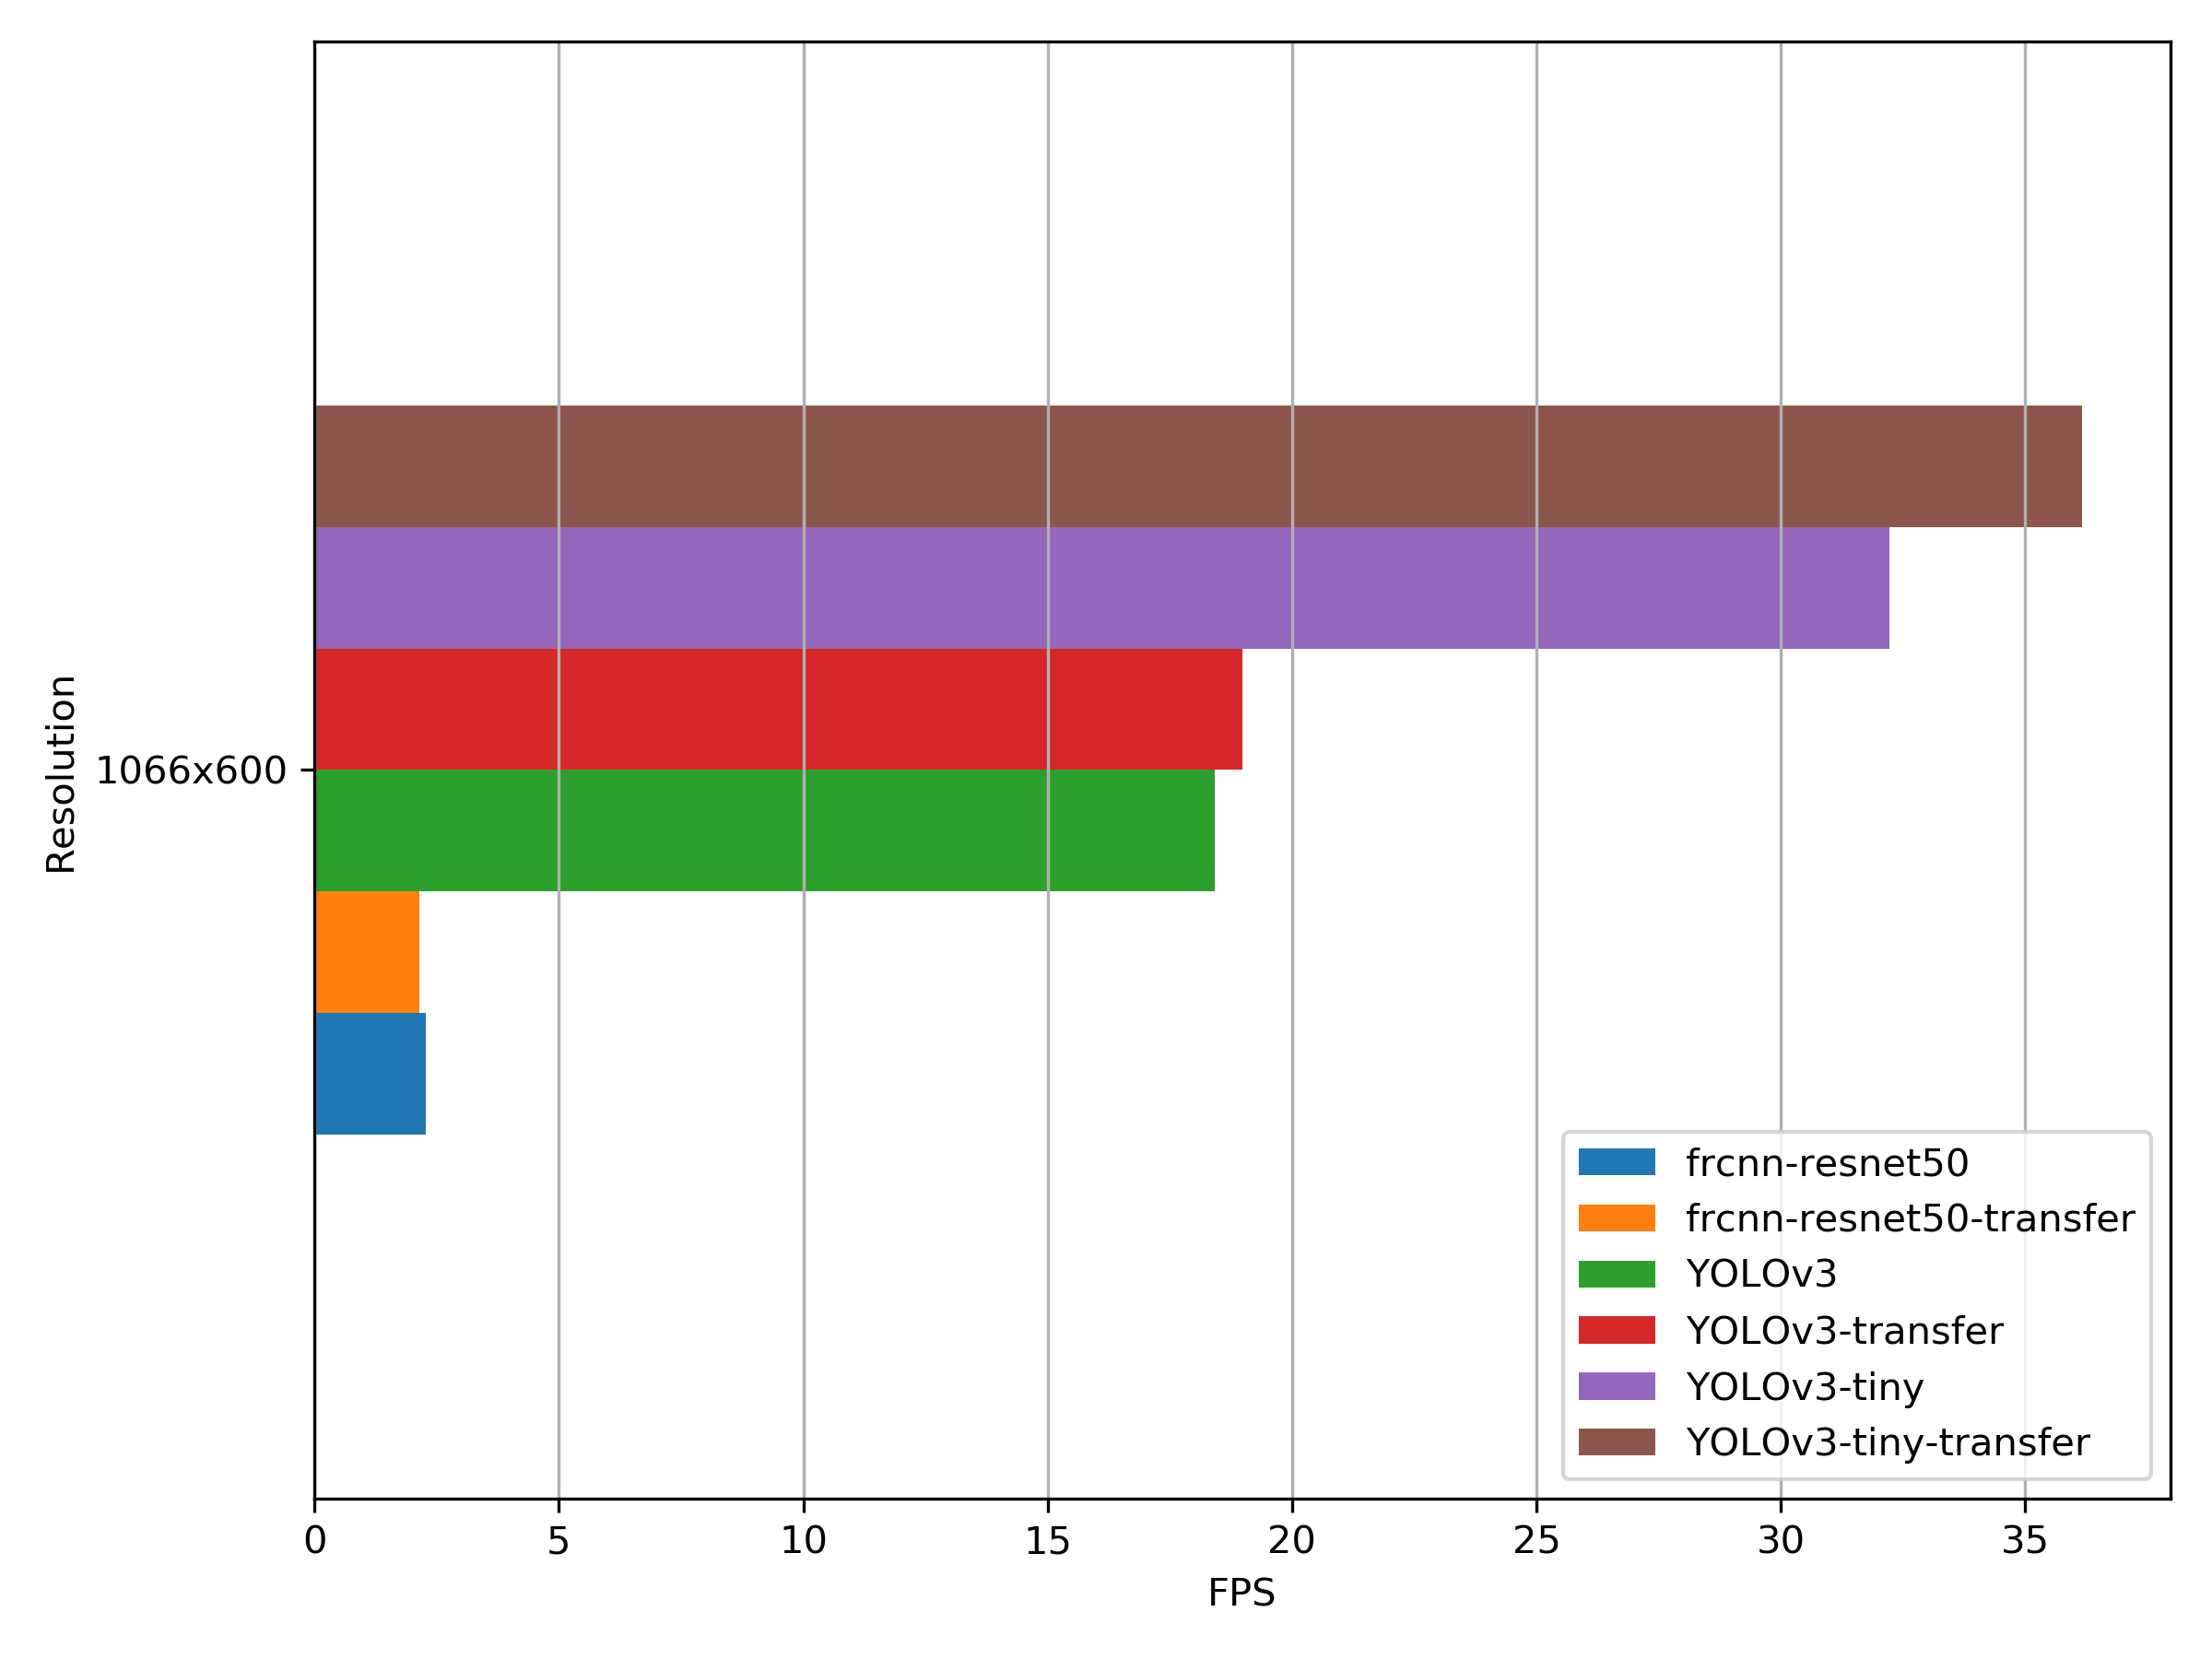 Resolution
1066x600
frcnn-resnet50
frcnn-resnet50-transfer
YOLOv3
YOLOv3-transfer
YOLOv3-tiny
YOLOv3-tiny-transfer
0 5 10 15 20 25 30 35
FPS